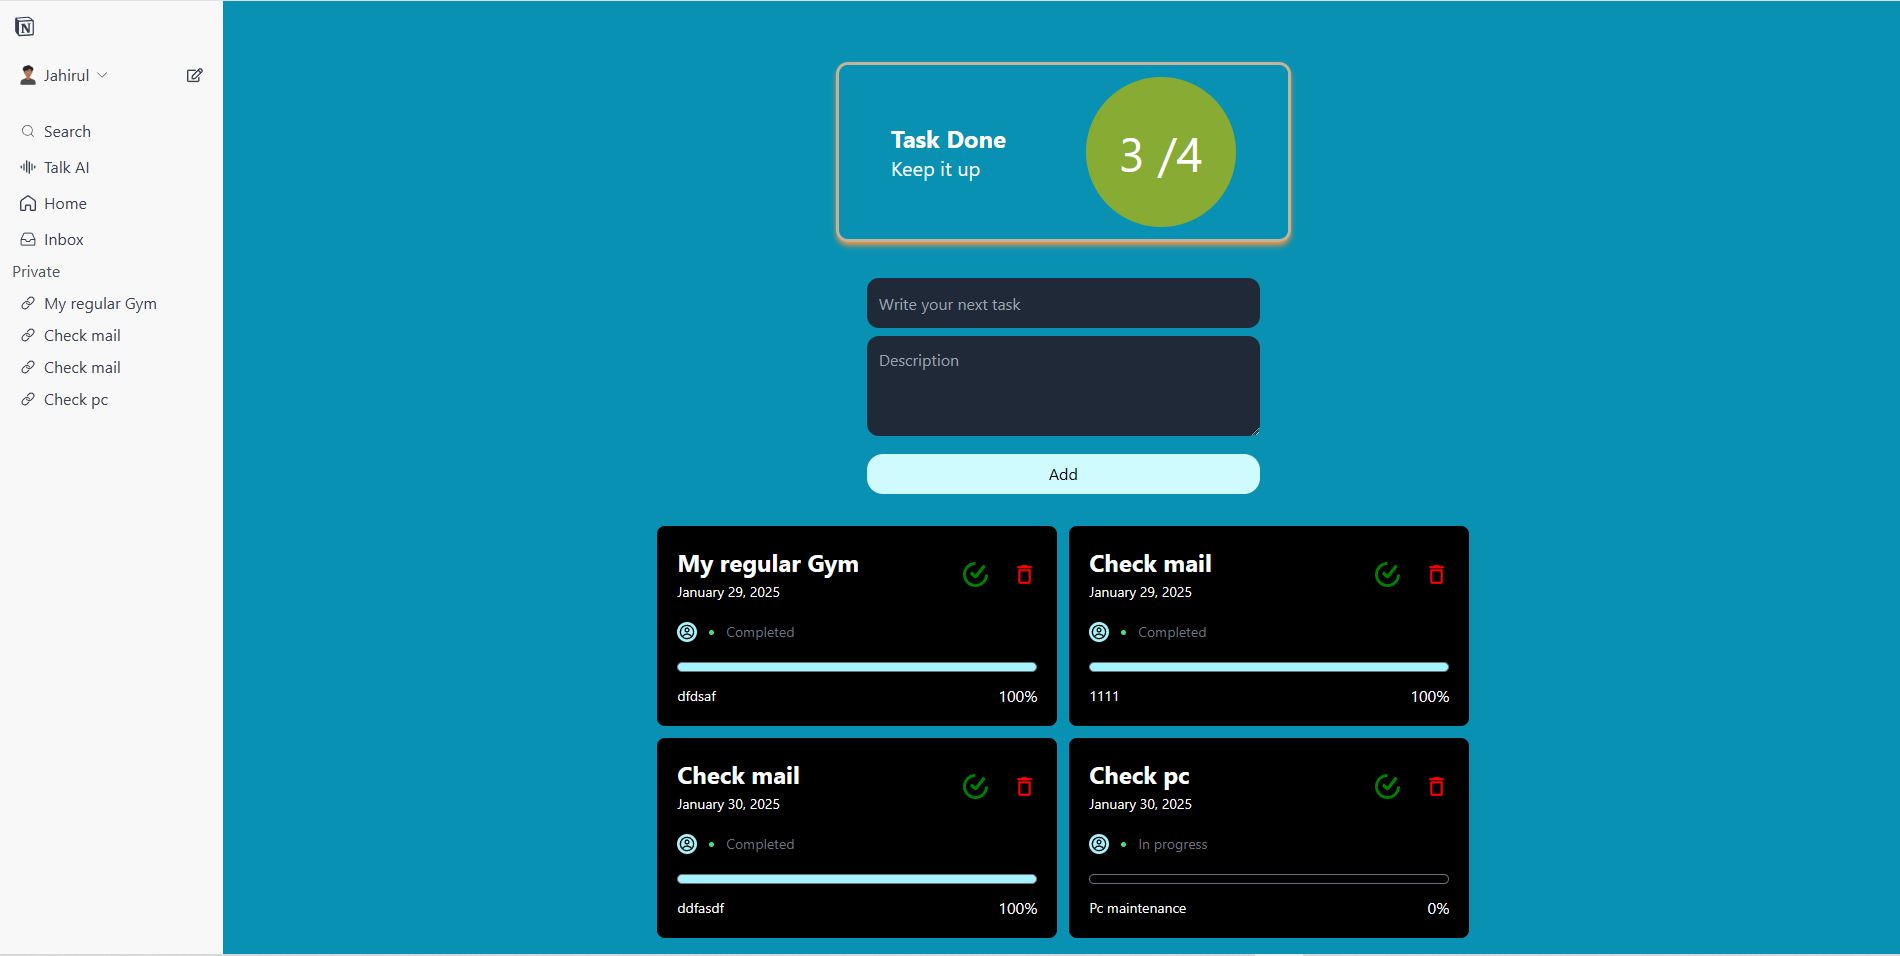 N
Jahirul
Search
Talk AI
Home
Inbox
Private
My regular Gym
Check mail
Check mail
Check pc
Task Done
Keep it up
3 /4
Write your next task
Description
Add
My regular Gym
January 29, 2025
Completed
dfdsaf
100%
Check mail
January 29, 2025
Completed
1111
100%
Check mail
January 30, 2025
Completed
ddfasdf
100%
Check pc
January 30, 2025
In progress
Pc maintenance
0%